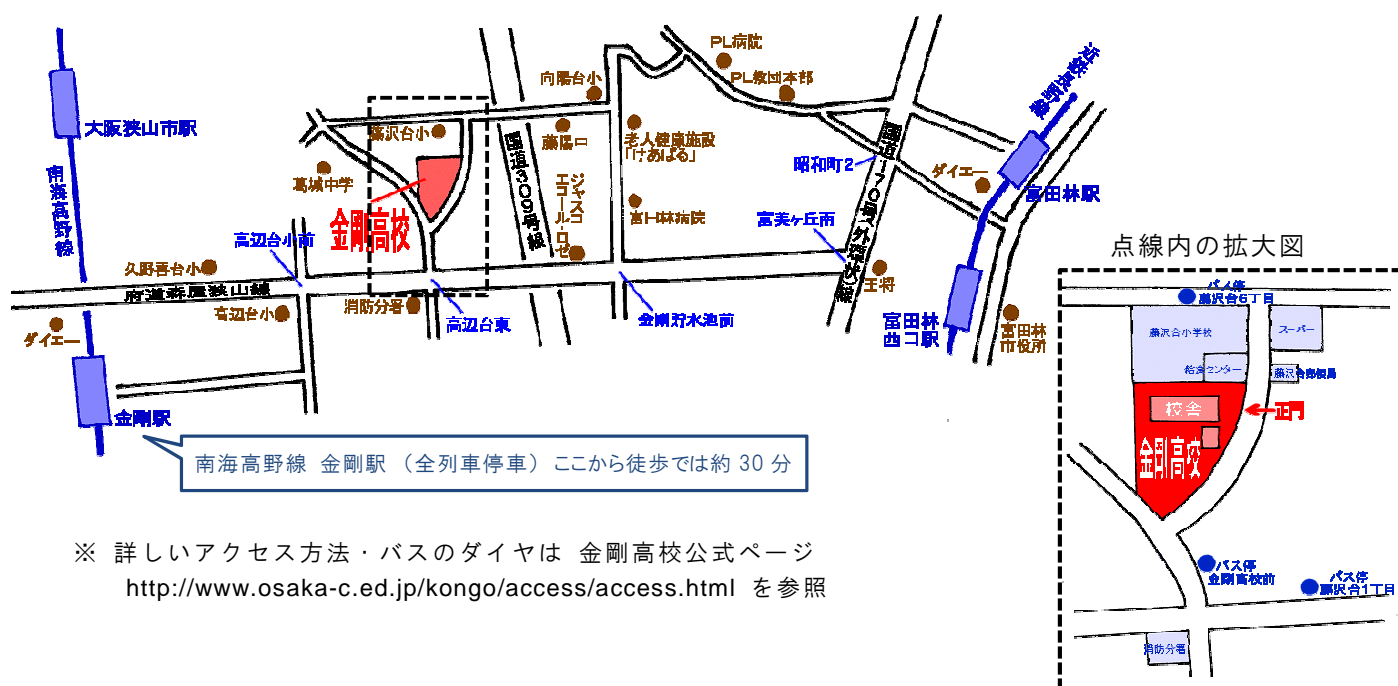 PL病院
近鉄長野線
向陽台小
PL教団本部
大阪狭山市駅
藤沢台小
藤陽中
老人健康施設
「けあぱる」
国道309号線
昭和町2
国道170号(外環状)線
ダイエー
富田林駅
南海高野線
葛城中学
金剛高校
ジャスコ
エコール・ロゼ
富田林病院
富美ヶ丘南
高辺台小前
久野喜台小
府道森屋狭山線
王将
消防分署
高辺台小
高辺台東
金剛貯水池前
富田林
西口駅
富田林
市役所
ダイエー
金剛駅
南海高野線 金剛駅 (全列車停車) ここから徒歩では約 30 分
※ 詳しいアクセス方法・バスのダイヤは 金剛高校公式ページ
http://www.osaka-c.ed.jp/kongo/access/access.html を参照
点線内の拡大図
バス停
藤沢台6丁目
藤沢台小学校
スーパー
給食センター
藤沢台郵便局
校舎
正門
金剛高校
バス停
金剛高校前
バス停
藤沢台1丁目
消防分署